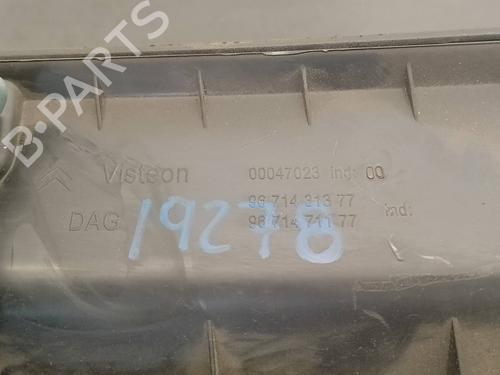 B-PARTS
Visteon 00047023 ind: 00
96 714 313 77
DAG 96 714 711 77 ind:
19278